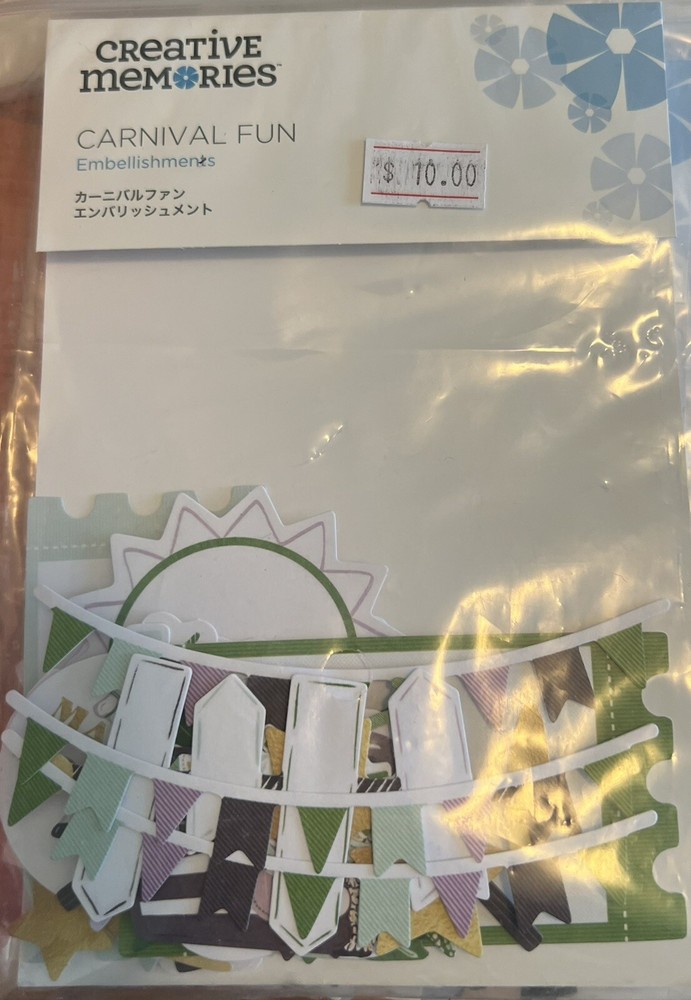 CREATIVE
MEMORIES™
CARNIVAL FUN
Embellishments
カーニバルファン
エンバリッシュメント
$ 10.00